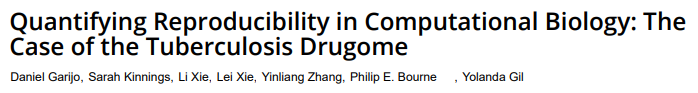 Quantifying Reproducibility in Computational Biology: The
Case of the Tuberculosis Drugome
Daniel Garijo, Sarah Kinnings, Li Xie, Lei Xie, Yinliang Zhang, Philip E. Bourne , Yolanda Gil